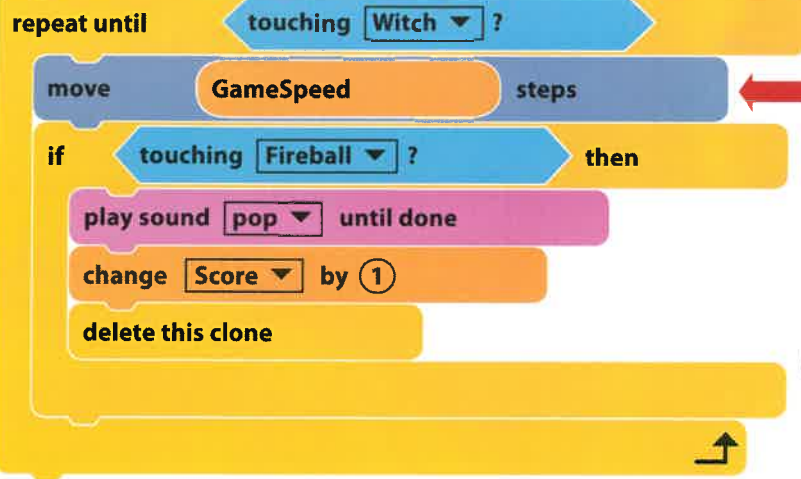 repeat until touching Witch ?
move GameSpeed steps
if touching Fireball ? then
play sound pop until done
change Score by 1
delete this clone